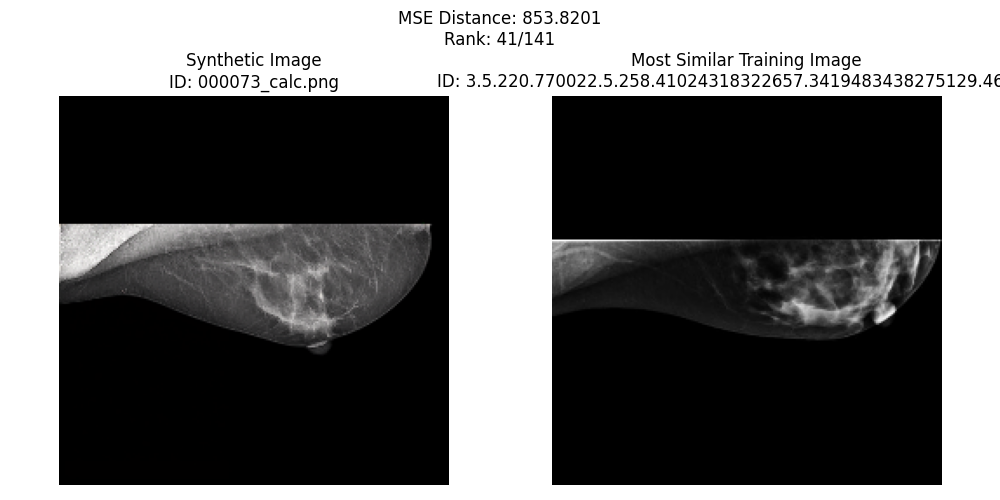 MSE Distance: 853.8201
Rank: 41/141
Synthetic Image
ID: 000073_calc.png
Most Similar Training Image
ID: 3.5.220.770022.5.258.41024318322657.3419483438275129.46